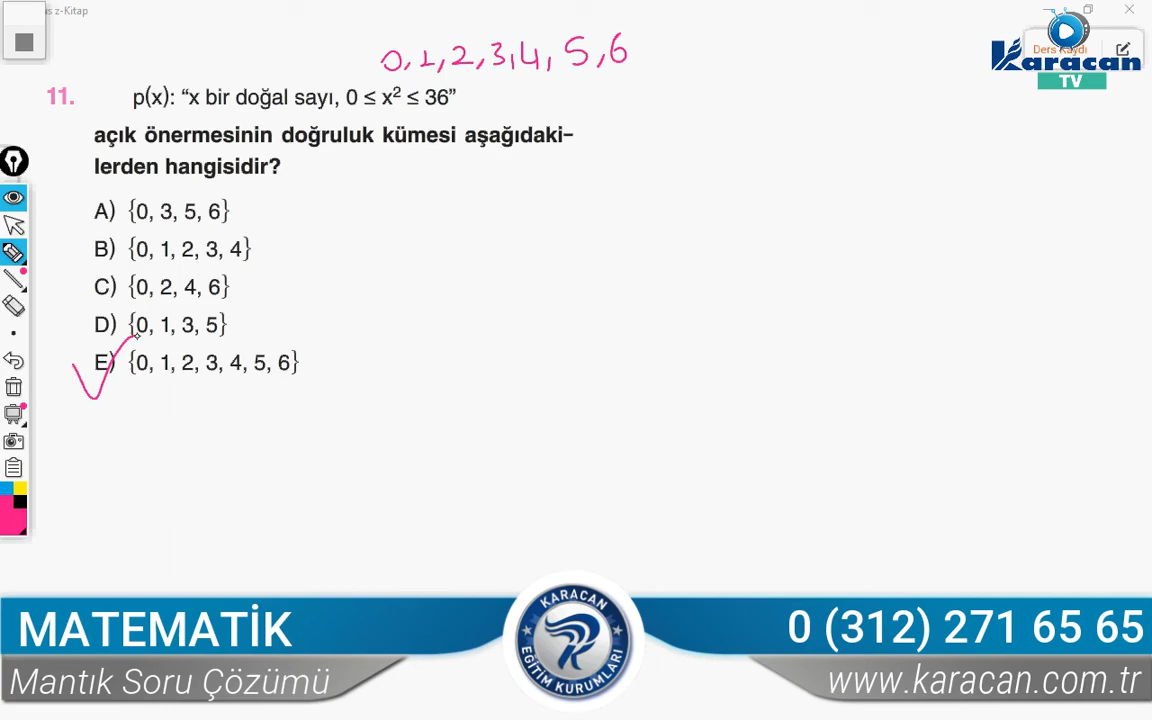 0,1,2,3,4, 5,6
Ders Kaydı
Karacan
TV
11. p(x): “x bir doğal sayı, 0 ≤ x² ≤ 36”
açık önermesinin doğruluk kümesi aşağıdaki-
lerden hangisidir?
A) {0, 3, 5, 6}
B) {0, 1, 2, 3, 4}
C) {0, 2, 4, 6}
D) {0, 1, 3, 5}
E) {0, 1, 2, 3, 4, 5, 6}
MATEMATİK
Mantık Soru Çözümü
KARACAN
EĞİTİM KURUMLARI
0 (312) 271 65 65
www.karacan.com.tr